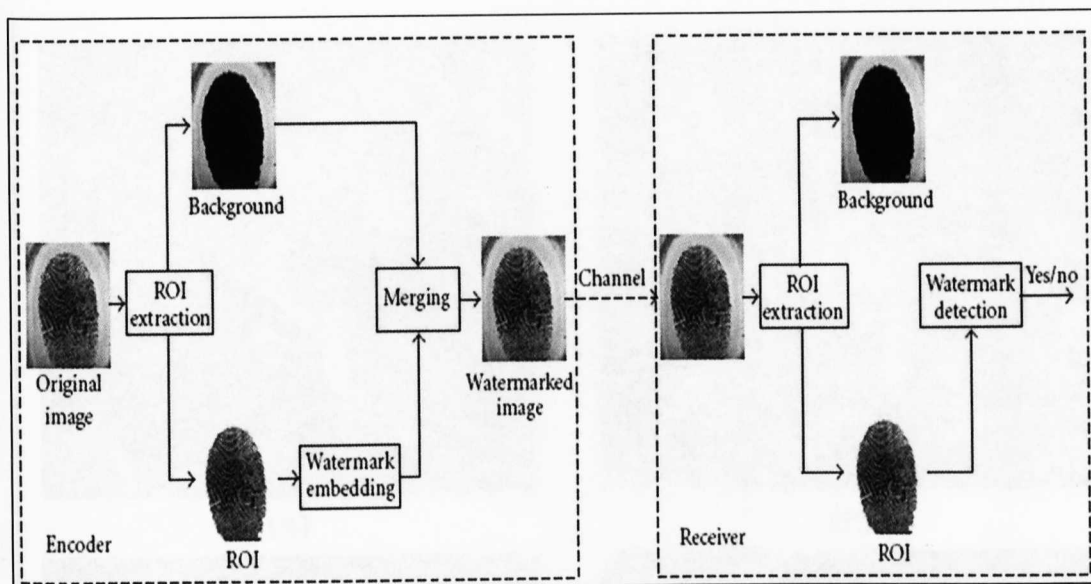 Background
ROI
extraction
Original
image
ROI
Watermark
embedding
Merging
Watermarked
image
Encoder
Channel
ROI
extraction
Background
Watermark
detection
Yes/no
ROI
Receiver